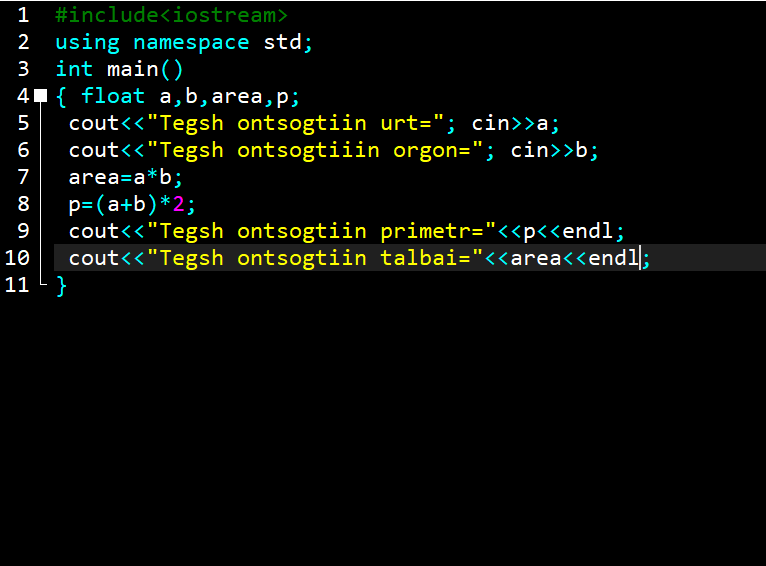 1 #include<iostream>
2 using namespace std;
3 int main()
4 { float a,b,area,p;
5 cout<<"Tegsh ontsogtiin urt="; cin>>a;
6 cout<<"Tegsh ontsogtiiin orgon="; cin>>b;
7 area=a*b;
8 p=(a+b)*2;
9 cout<<"Tegsh ontsogtiin primetr="<<p<<endl;
10 cout<<"Tegsh ontsogtiin talbai="<<area<<endl;
11 }